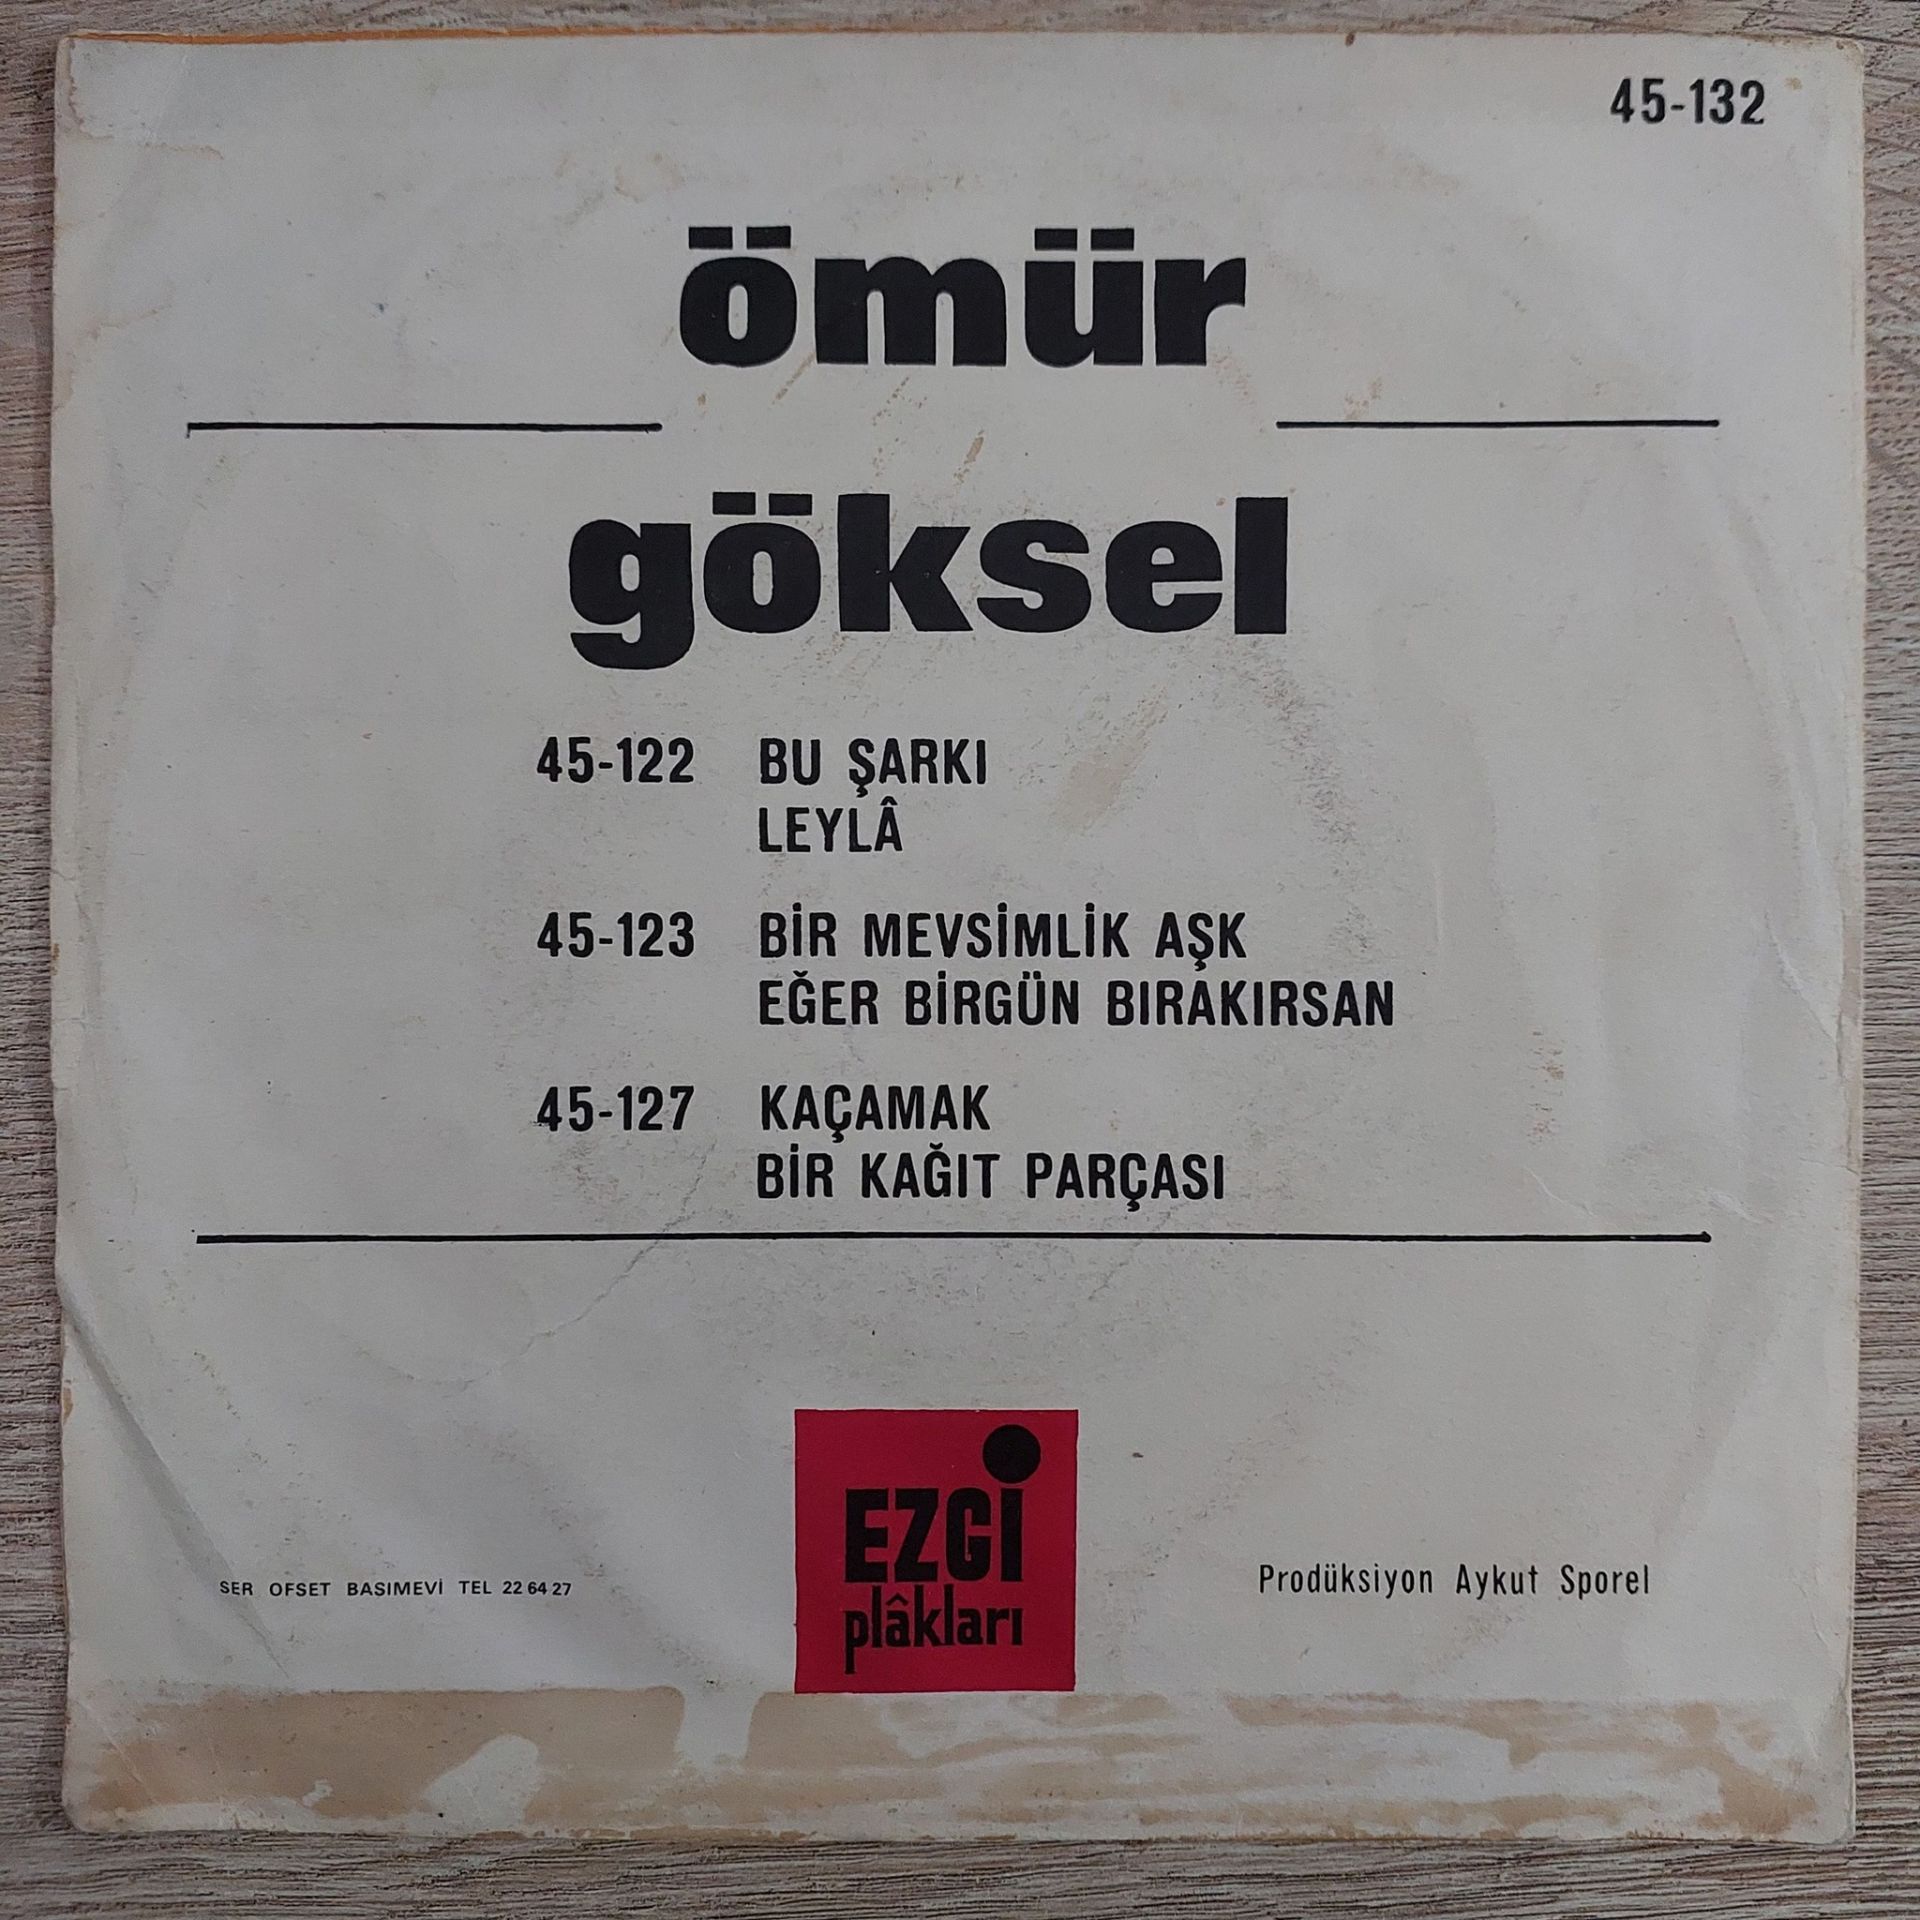 45-132
ömür
göksel
45-122 BU ŞARKI
LEYLÂ
45-123 BİR MEVSİMLİK AŞK
EĞER BİRGÜN BIRAKIRSAN
45-127 KAÇAMAK
BİR KAĞIT PARÇASI
EZGİ
plâkları
SER OFSET BASIMEVİ TEL 22 64 27
Prodüksiyon Aykut Sporel